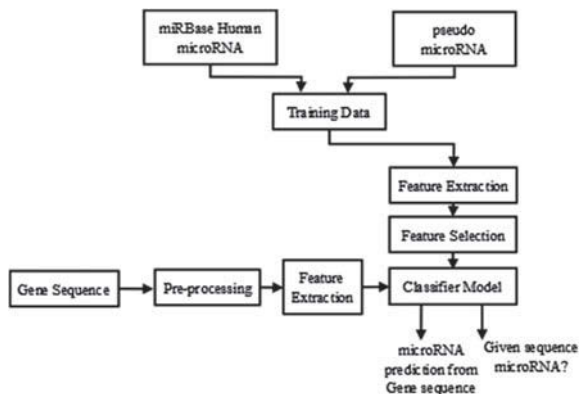 miRBase Human
microRNA
pseudo
microRNA
Training Data
Feature Extraction
Feature Selection
Gene Sequence
Pre-processing
Feature
Extraction
Classifier Model
microRNA
prediction from
Gene sequence
Given sequence
microRNA?